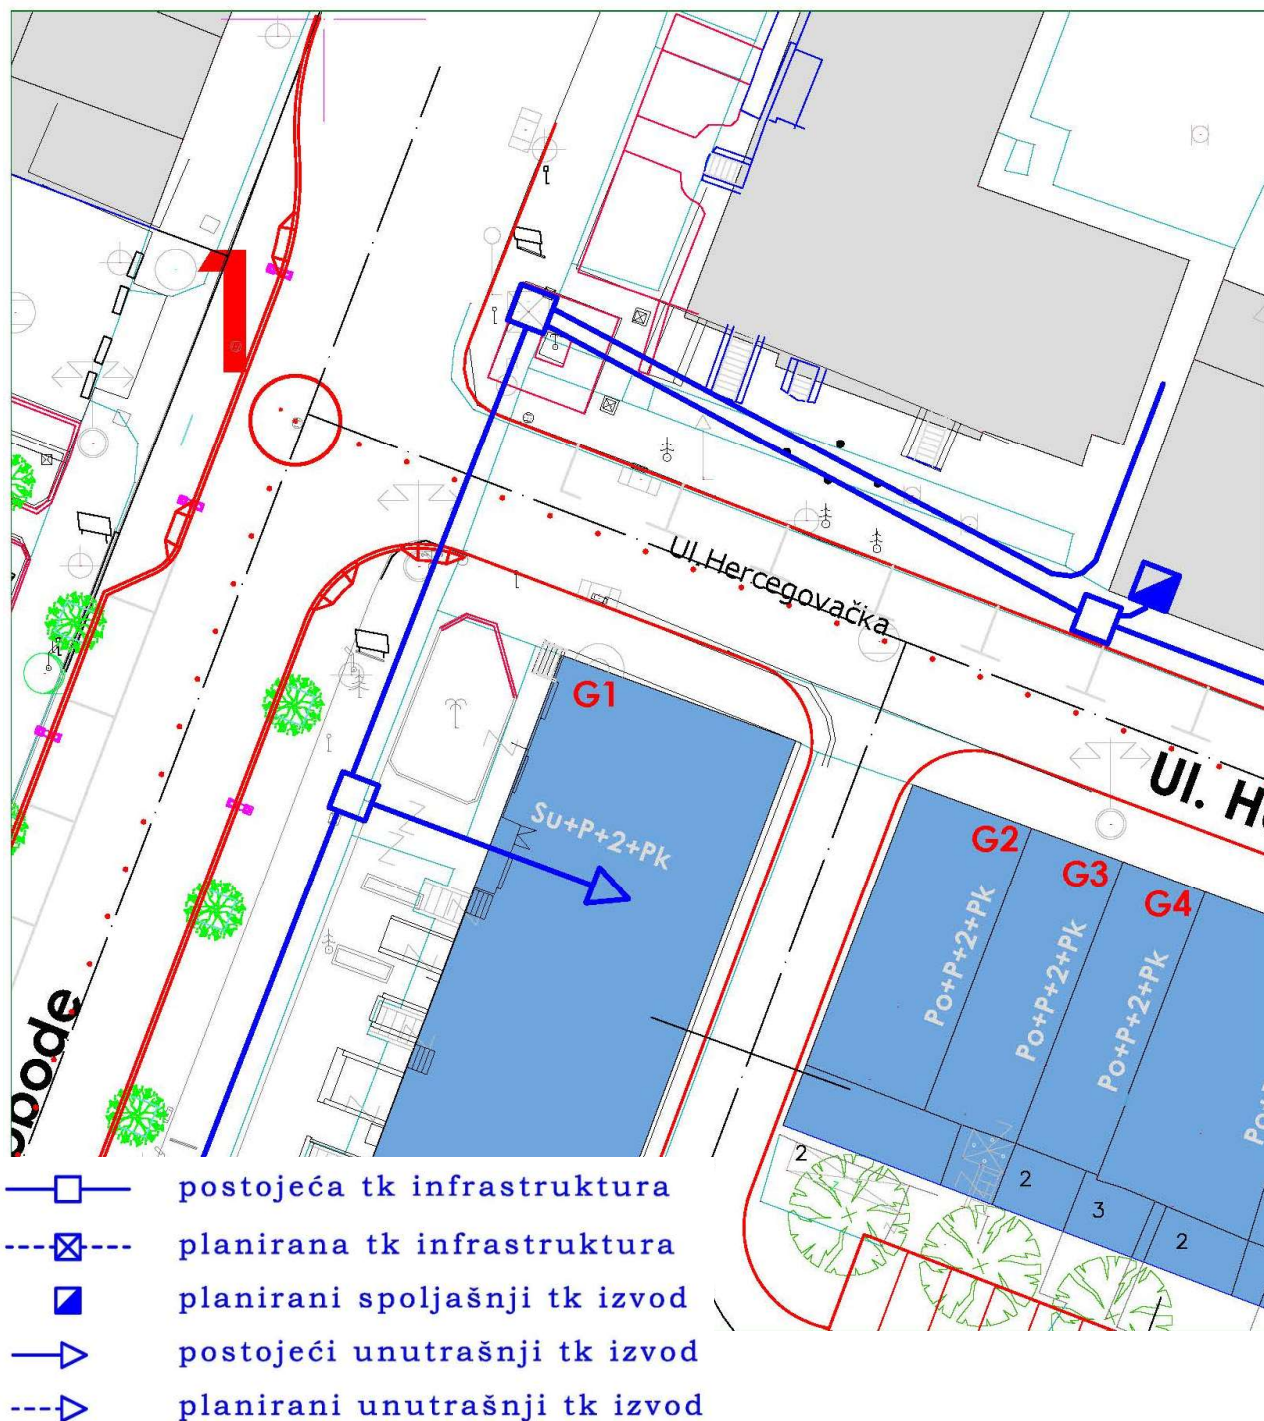 Ul.Hercegovačka
G1
Su+P+2+Pk
Ul. H
G2
G3
G4
Po+P+2+Pk
Po+P+2+Pk
Po+P+2+Pk
bode
2
2
3
2
postojeća tk infrastruktura
planirana tk infrastruktura
planirani spoljašnji tk izvod
postojeći unutrašnji tk izvod
planirani unutrašnji tk izvod